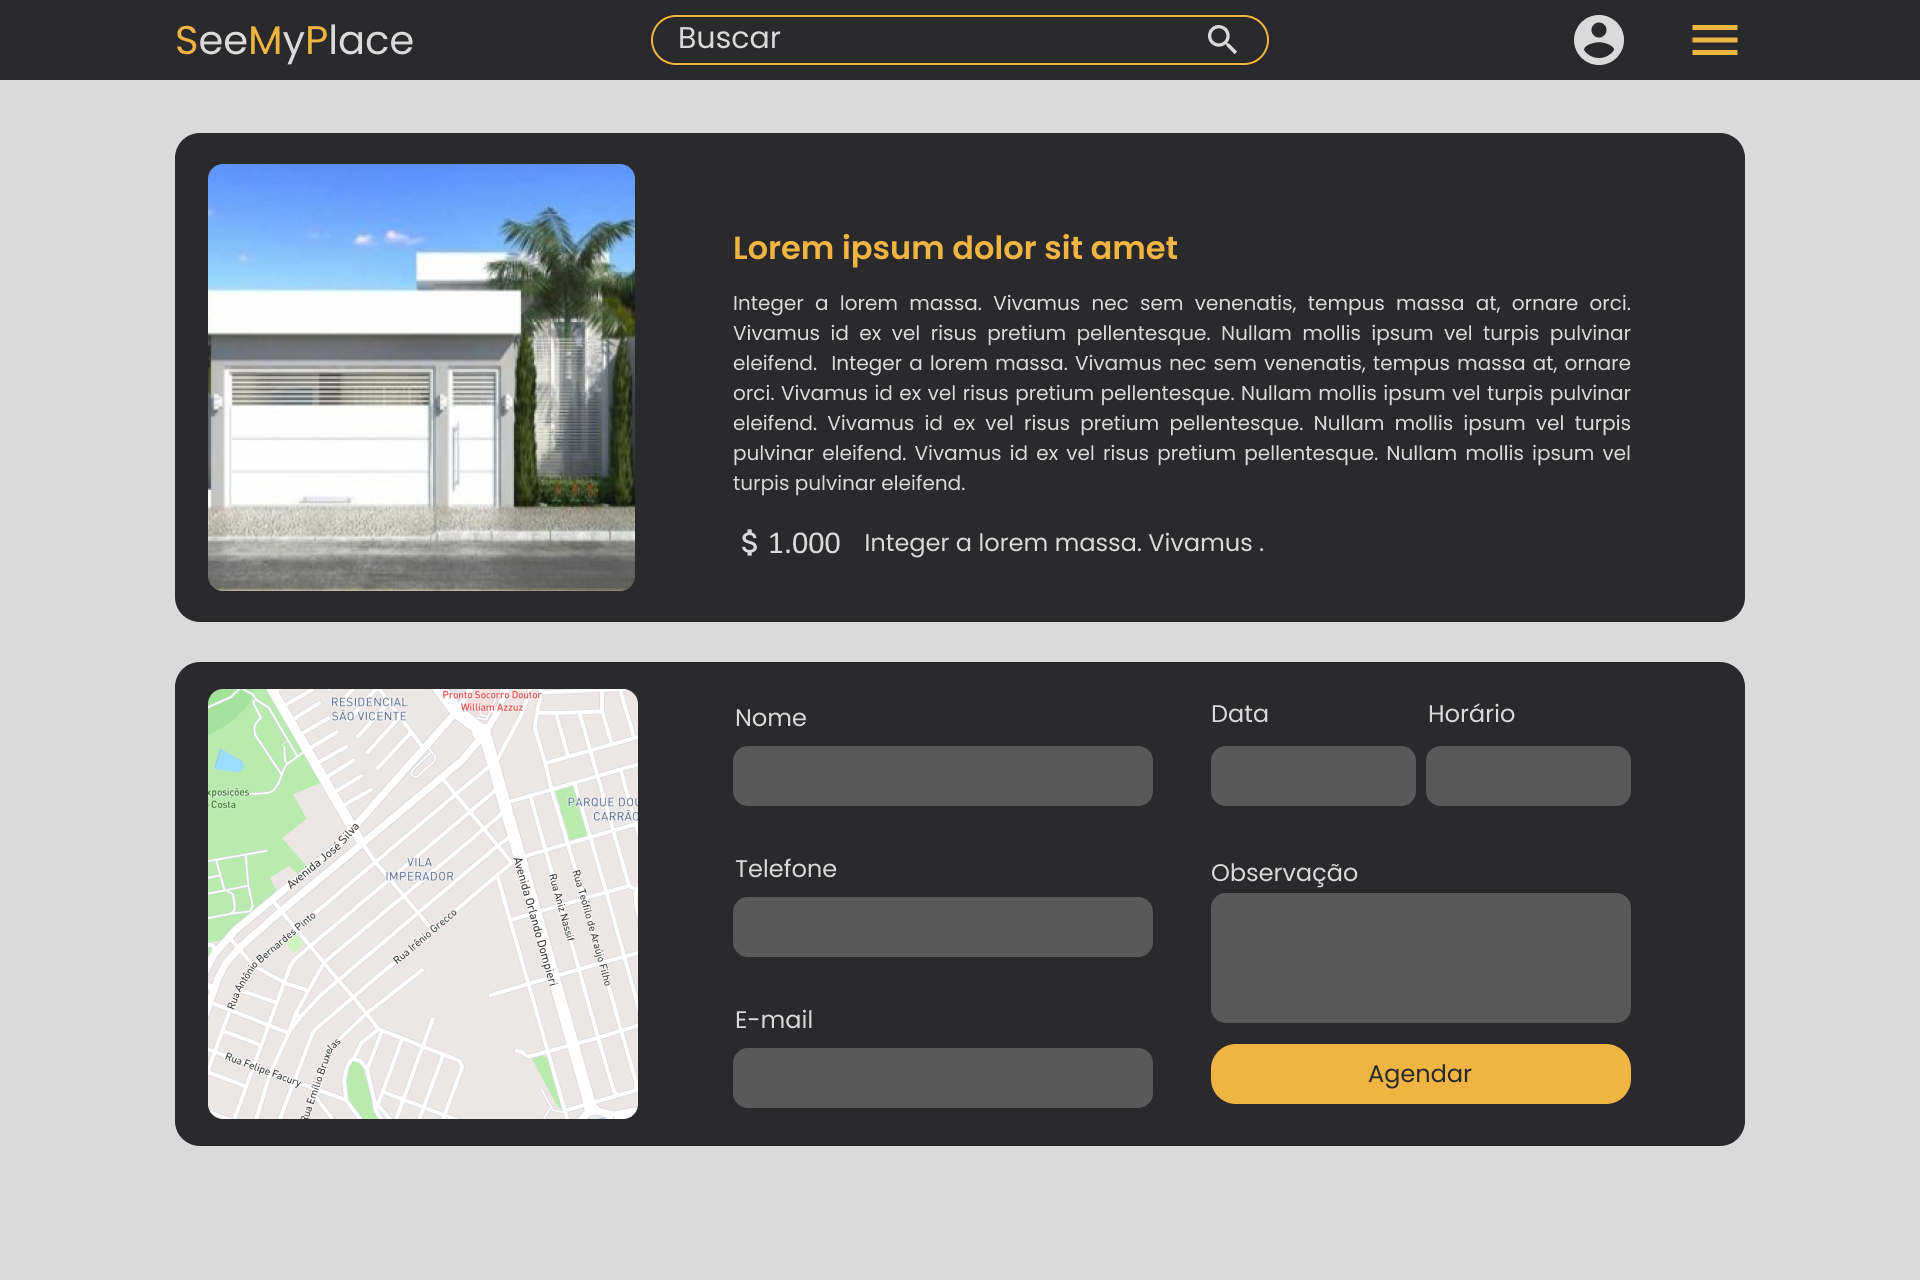 SeeMyPlace
Buscar
Lorem ipsum dolor sit amet
Integer a lorem massa. Vivamus nec sem venenatis, tempus massa at, ornare orci.
Vivamus id ex vel risus pretium pellentesque. Nullam mollis ipsum vel turpis pulvinar
eleifend. Integer a lorem massa. Vivamus nec sem venenatis, tempus massa at, ornare
orci. Vivamus id ex vel risus pretium pellentesque. Nullam mollis ipsum vel turpis pulvinar
eleifend. Vivamus id ex vel risus pretium pellentesque. Nullam mollis ipsum vel turpis
pulvinar eleifend. Vivamus id ex vel risus pretium pellentesque. Nullam mollis ipsum vel
turpis pulvinar eleifend.
$ 1.000 Integer a lorem massa. Vivamus .
RESIDENCIAL
SÃO VICENTE
Pronto Socorro Doutor
William Azzuz
xposições
Costa
PARQUE DOU
CARRÃO
Avenida José Silva
VILA
IMPERADOR
Avenida Orlando Dompieri
Rua Aniz Nassif
Rua Teófilo de Araújo Filho
Rua Antônio Bernardes Pinto
Rua Irênio Grecco
Rua Felipe Facury
Rua Emílio Bruxelas
Nome
Telefone
E-mail
Data
Horário
Observação
Agendar